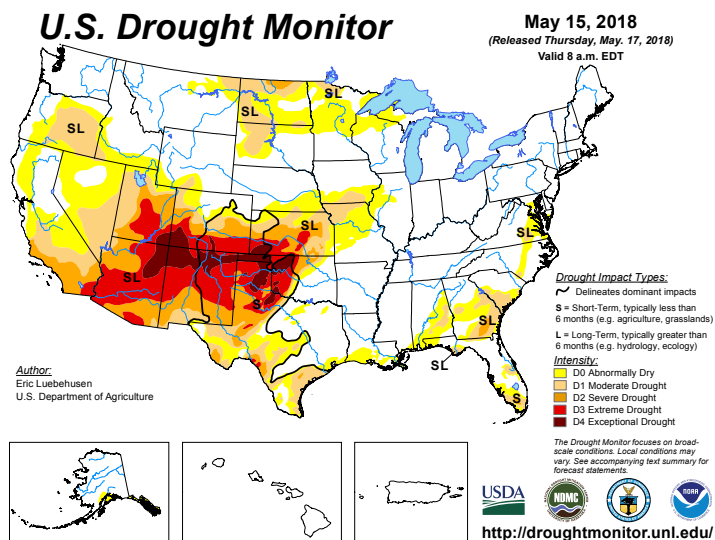 U.S. Drought Monitor
May 15, 2018
(Released Thursday, May. 17, 2018)
Valid 8 a.m. EDT
SL
SL
SL
SL
SL
SL
S
SL
SL
S
Drought Impact Types:
Delineates dominant impacts
S = Short-Term, typically less than
6 months (e.g. agriculture, grasslands)
L = Long-Term, typically greater than
6 months (e.g. hydrology, ecology)
Intensity:
D0 Abnormally Dry
D1 Moderate Drought
D2 Severe Drought
D3 Extreme Drought
D4 Exceptional Drought
Author:
Eric Luebehusen
U.S. Department of Agriculture
The Drought Monitor focuses on broad-
scale conditions. Local conditions may
vary. See accompanying text summary for
forecast statements.
USDA
NDMC
NOAA
http://droughtmonitor.unl.edu/